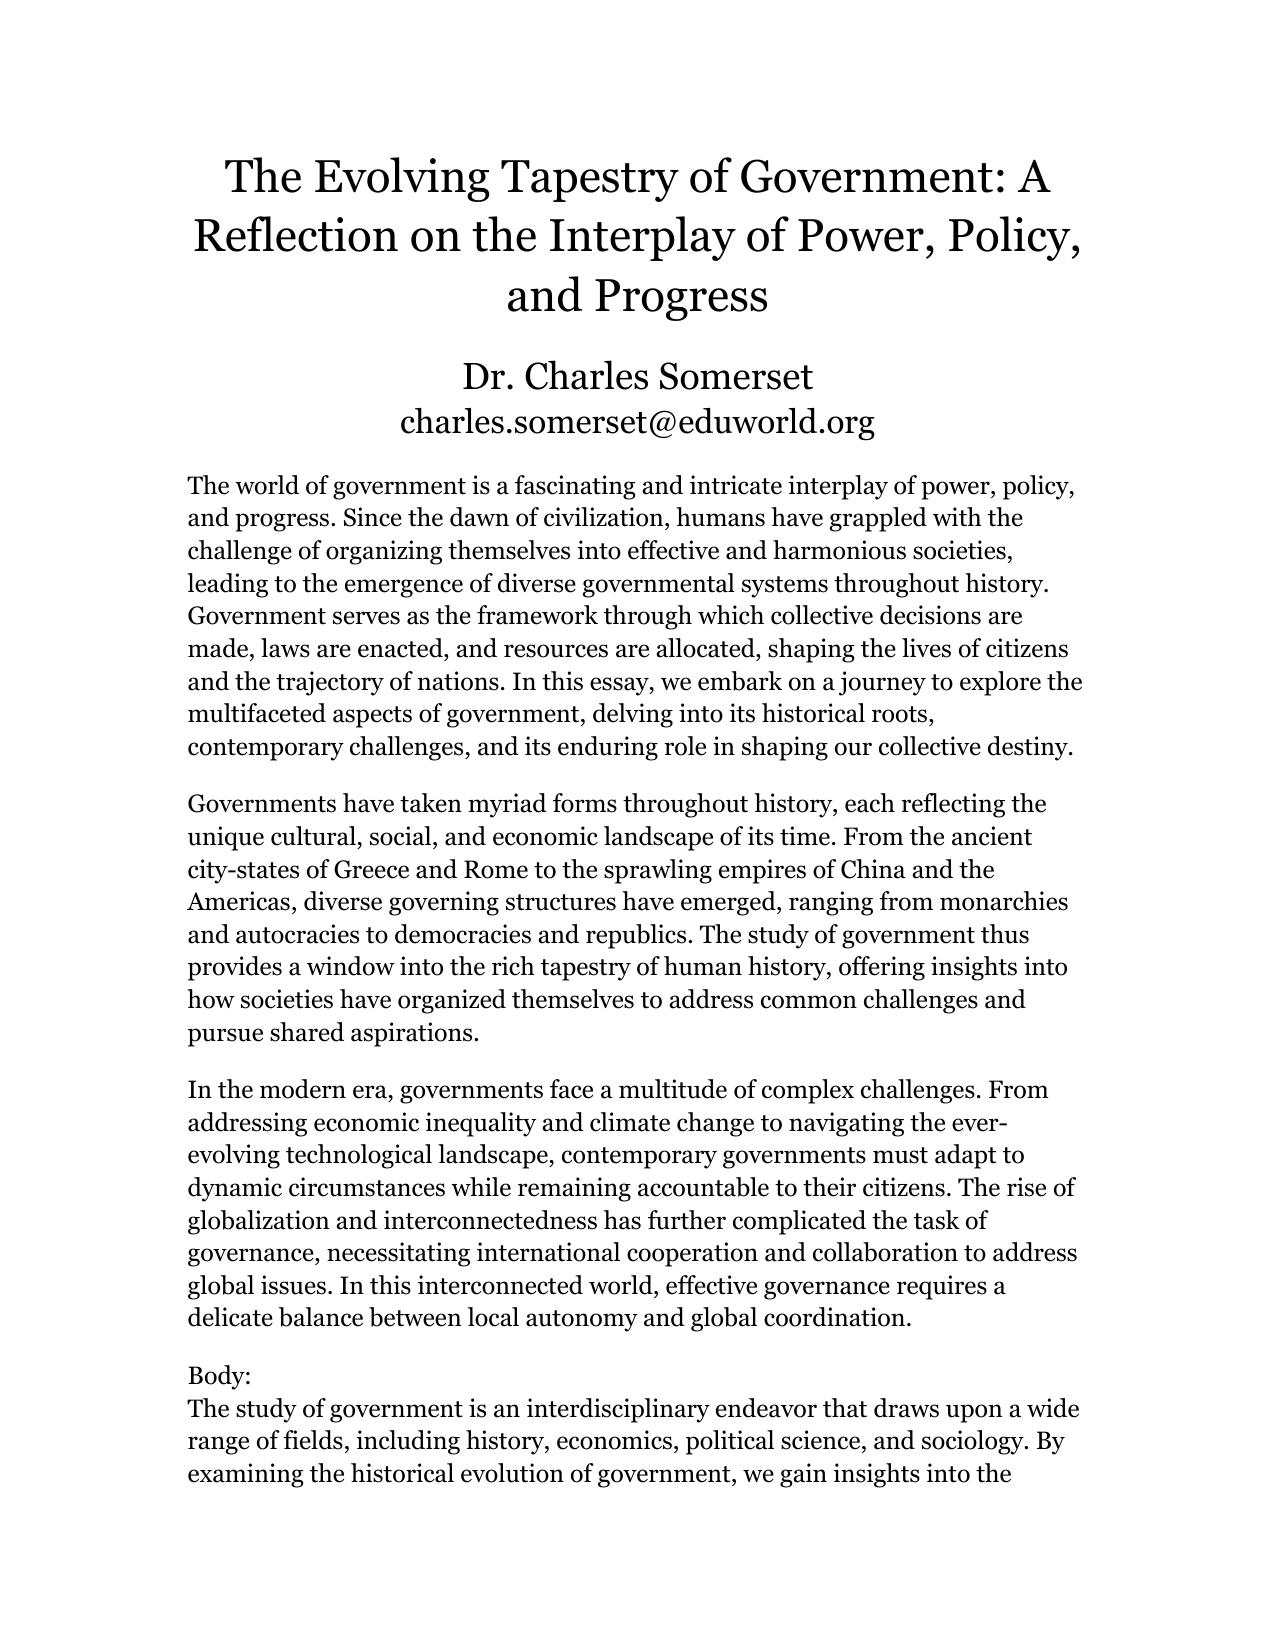 The Evolving Tapestry of Government: A
Reflection on the Interplay of Power, Policy,
and Progress
Dr. Charles Somerset
charles.somerset@eduworld.org
The world of government is a fascinating and intricate interplay of power, policy,
and progress. Since the dawn of civilization, humans have grappled with the
challenge of organizing themselves into effective and harmonious societies,
leading to the emergence of diverse governmental systems throughout history.
Government serves as the framework through which collective decisions are
made, laws are enacted, and resources are allocated, shaping the lives of citizens
and the trajectory of nations. In this essay, we embark on a journey to explore the
multifaceted aspects of government, delving into its historical roots,
contemporary challenges, and its enduring role in shaping our collective destiny.
Governments have taken myriad forms throughout history, each reflecting the
unique cultural, social, and economic landscape of its time. From the ancient
city-states of Greece and Rome to the sprawling empires of China and the
Americas, diverse governing structures have emerged, ranging from monarchies
and autocracies to democracies and republics. The study of government thus
provides a window into the rich tapestry of human history, offering insights into
how societies have organized themselves to address common challenges and
pursue shared aspirations.
In the modern era, governments face a multitude of complex challenges. From
addressing economic inequality and climate change to navigating the ever-
evolving technological landscape, contemporary governments must adapt to
dynamic circumstances while remaining accountable to their citizens. The rise of
globalization and interconnectedness has further complicated the task of
governance, necessitating international cooperation and collaboration to address
global issues. In this interconnected world, effective governance requires a
delicate balance between local autonomy and global coordination.
Body:
The study of government is an interdisciplinary endeavor that draws upon a wide
range of fields, including history, economics, political science, and sociology. By
examining the historical evolution of government, we gain insights into the